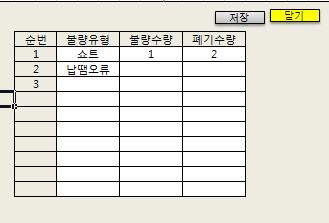 저장 닫기
순번 불량유형 불량수량 폐기수량
1 쇼트 1 2
2 납땜오류
3